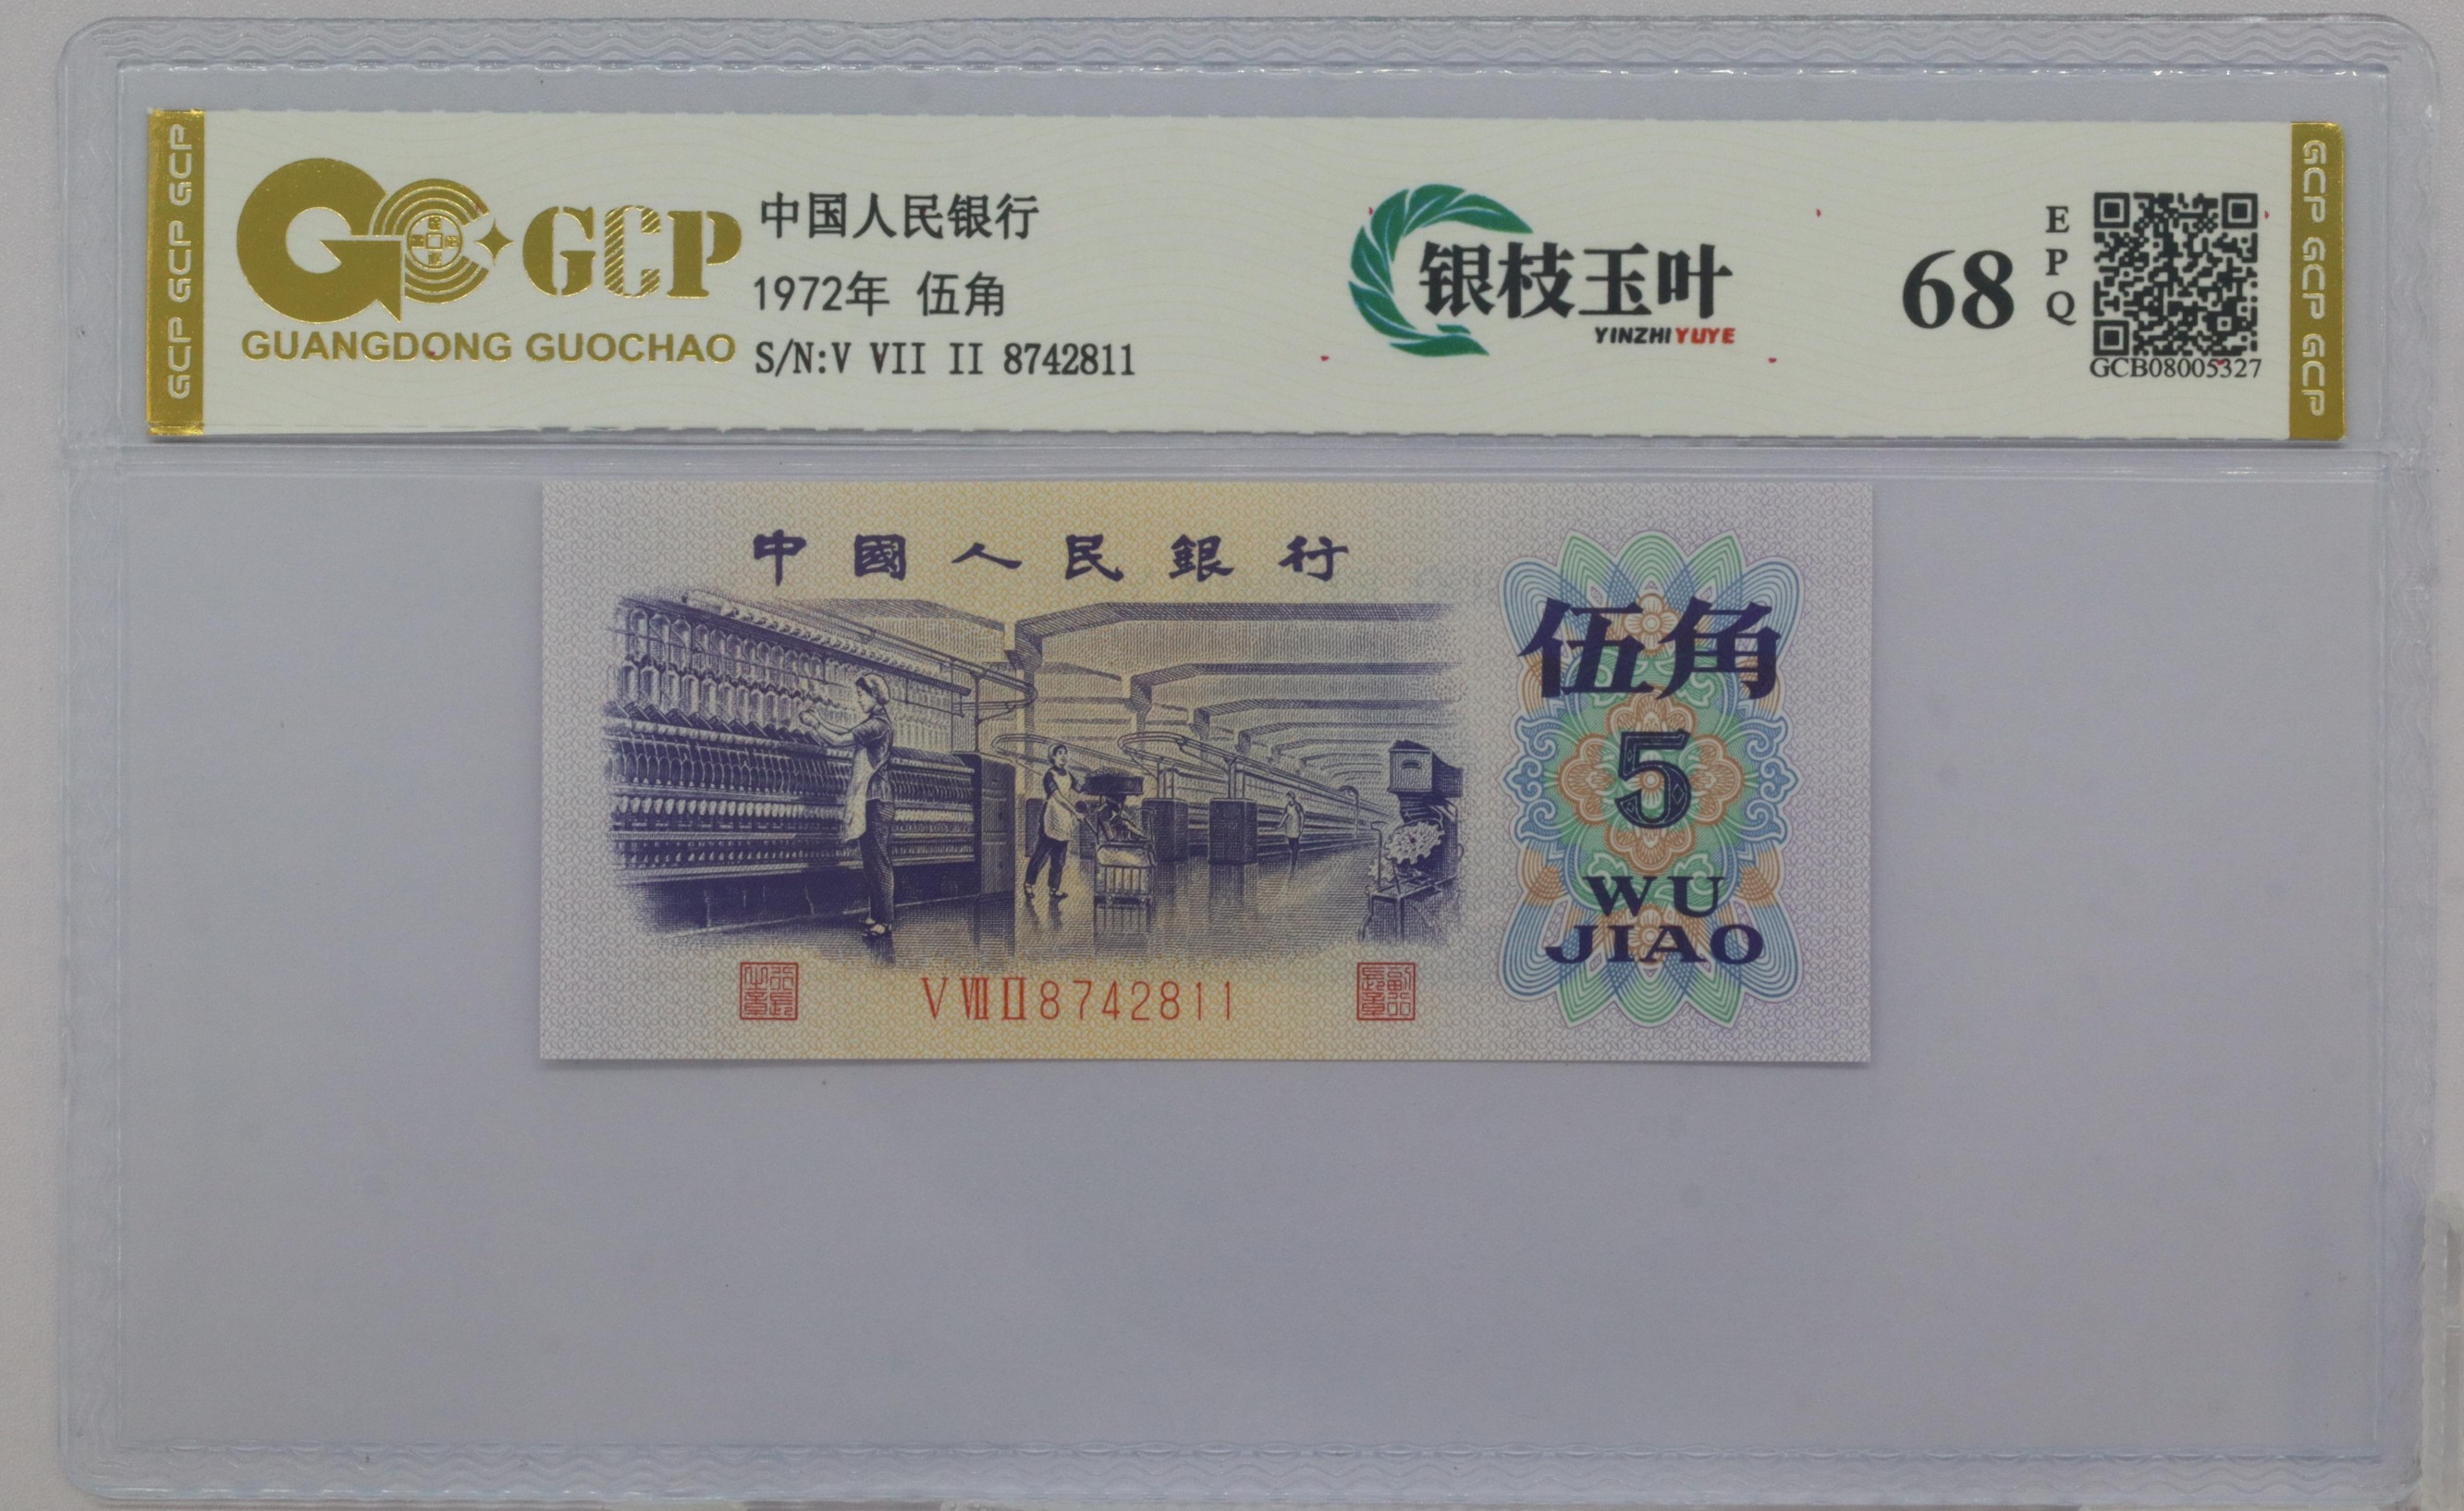 GCP GCP GCP
GCP
GUANGDONG GUOCHAO
中国人民银行
1972年 伍角
S/N:V VII II 8742811
银枝玉叶
YINZHIYUYE
68
EPQ
GCB08005327
GCP GCP GCP
中國人民銀行
伍角
5
WU
JIAO
V VII II 8742811